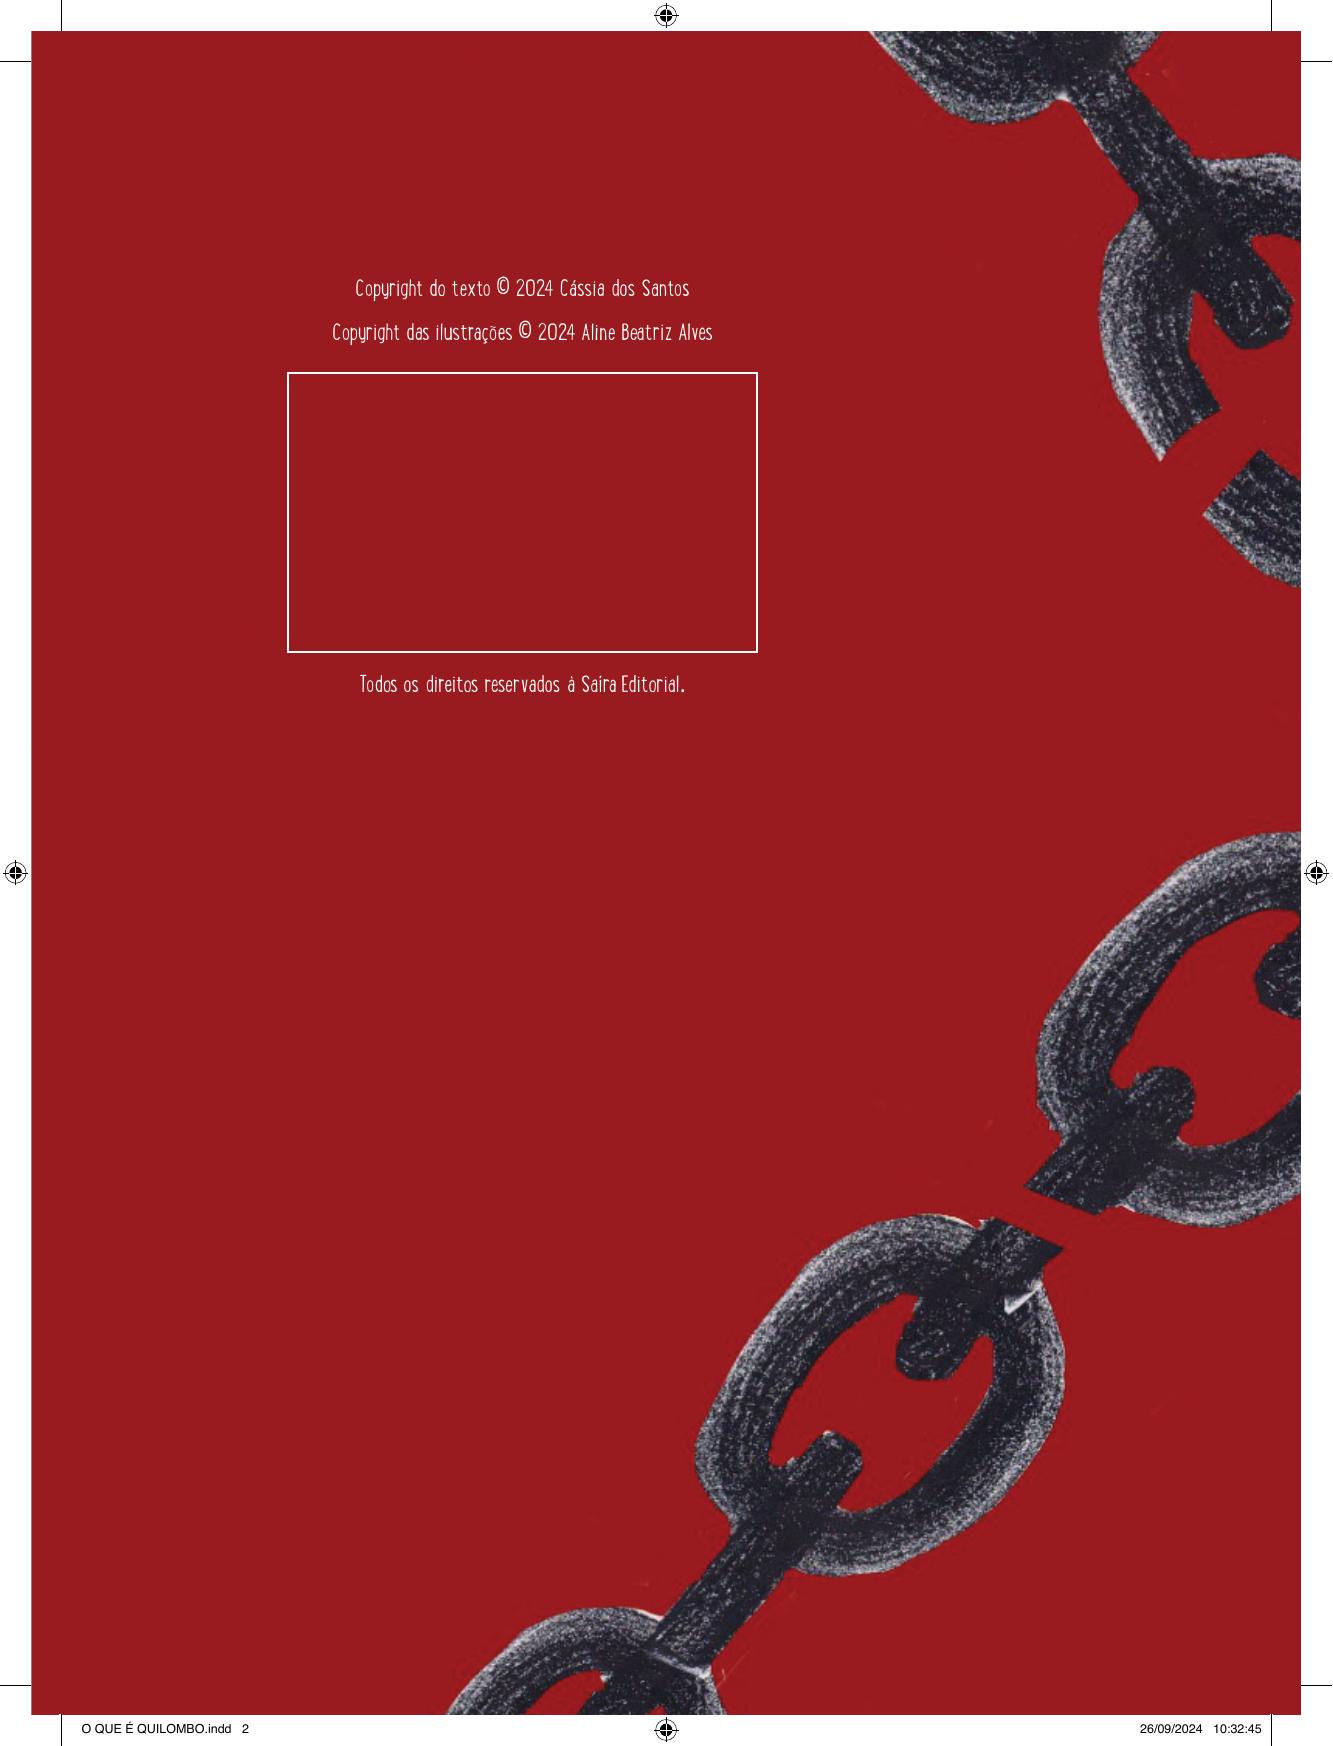 Copyright do texto © 2024 Cássia dos Santos
Copyright das ilustrações © 2024 Aline Beatriz Alves
Todos os direitos reservados à Saíra Editorial.
O QUE É QUILOMBO.indd 2
26/09/2024 10:32:45